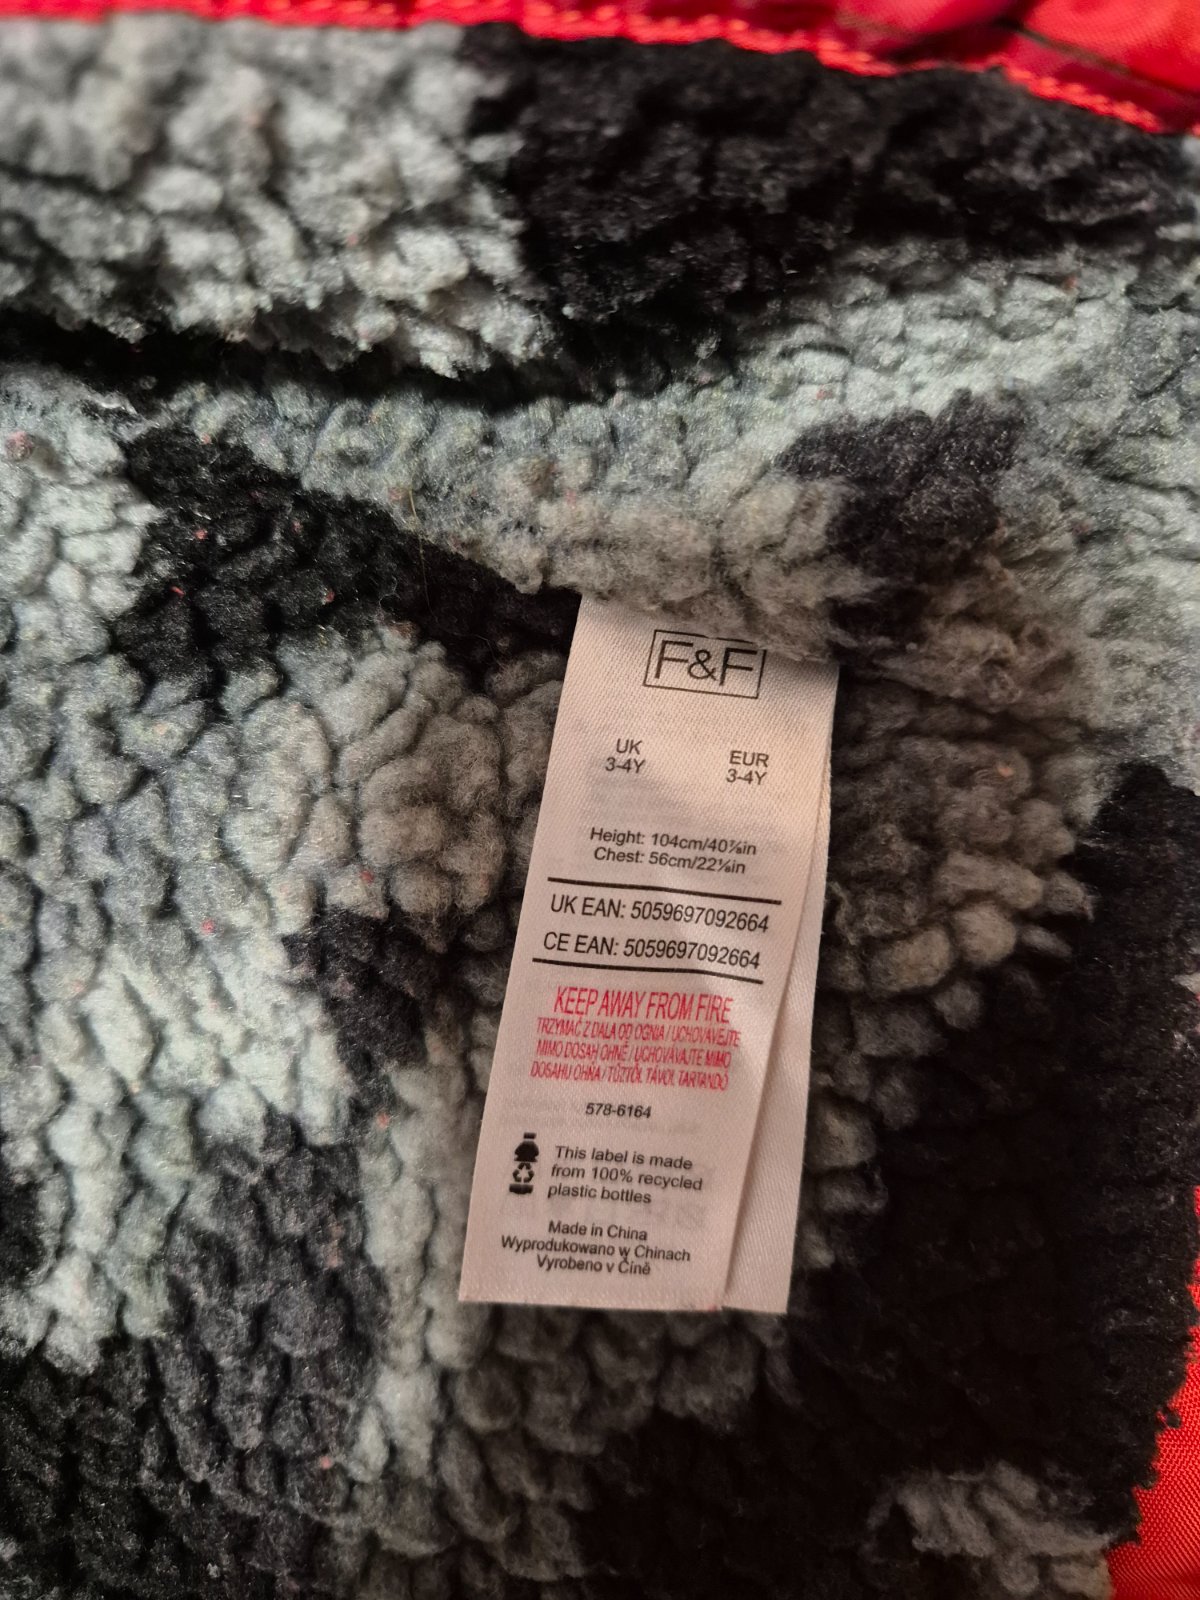 F&F
UK EUR
3-4Y 3-4Y
Height: 104cm/40⅞in
Chest: 56cm/22⅛in
UK EAN: 5059697092664
CE EAN: 5059697092664
KEEP AWAY FROM FIRE
TRZYMAĆ Z DALA OD OGNIA / UCHOVÁVEJTE
MIMO DOSAH OHNĚ / UCHOVÁVAJTE MIMO
DOSAHU OHŇA / TŰZTŐL TÁVOL TARTANDÓ
578-6164
This label is made
from 100% recycled
plastic bottles
Made in China
Wyprodukowano w Chinach
Vyrobeno v Číně